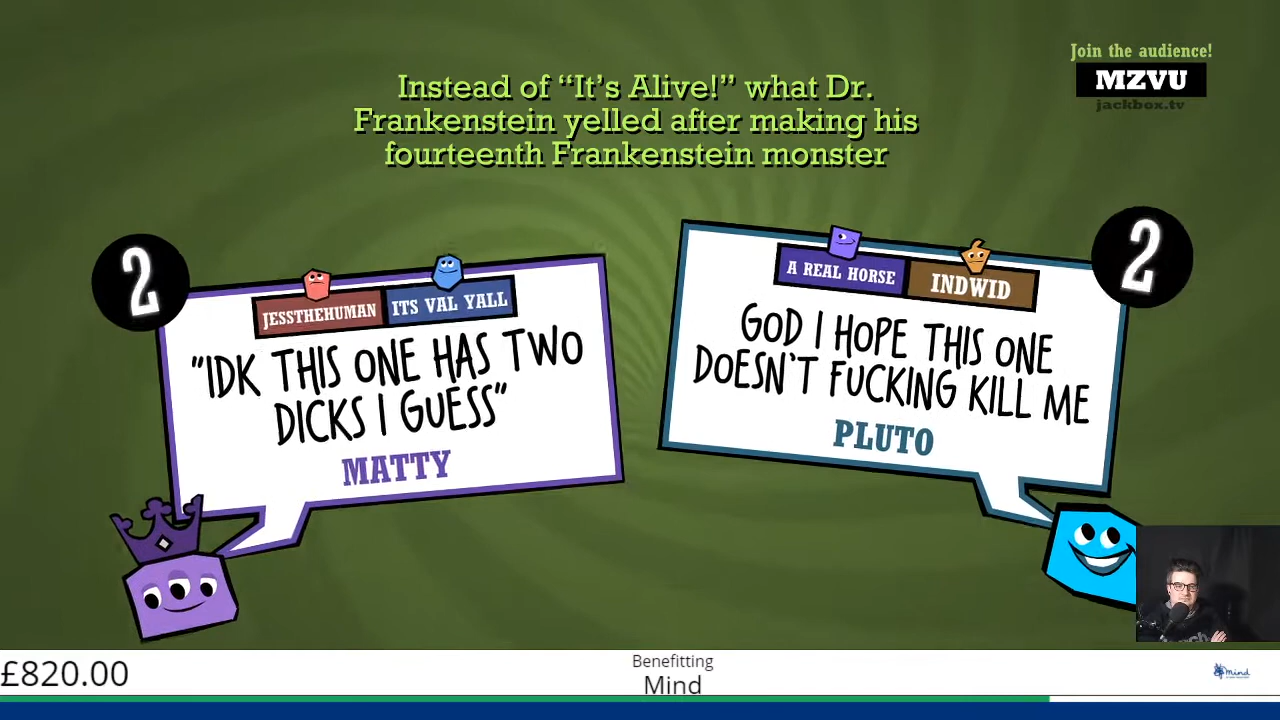 Join the audience!
MZVU
jackbox.tv
Instead of “It’s Alive!” what Dr.
Frankenstein yelled after making his
fourteenth Frankenstein monster
2
JESSTHEHUMAN
ITS VAL YALL
"IDK THIS ONE HAS TWO
DICKS I GUESS"
MATTY
2
A REAL HORSE
INDWID
GOD I HOPE THIS ONE
DOESN'T FUCKING KILL ME
PLUTO
£820.00
Benefitting
Mind
mind